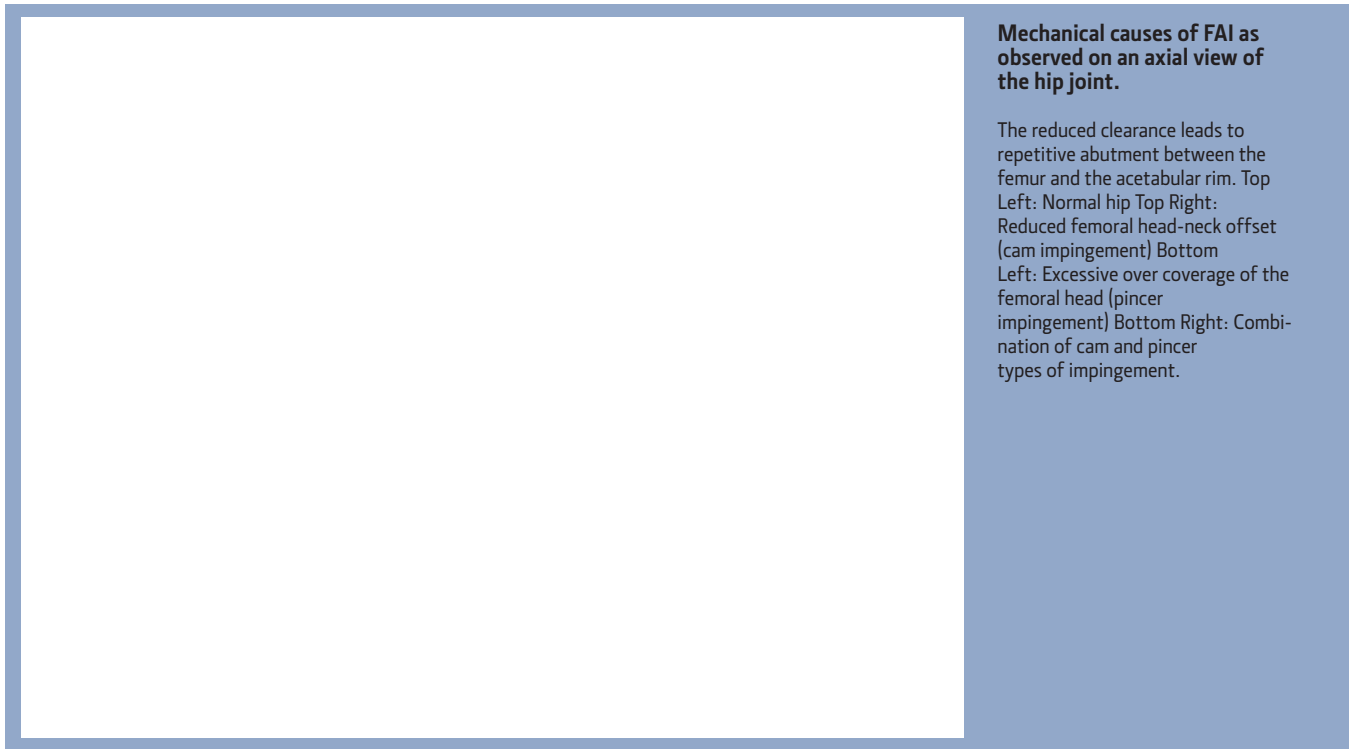 Mechanical causes of FAI as
observed on an axial view of
the hip joint.
The reduced clearance leads to
repetitive abutment between the
femur and the acetabular rim. Top
Left: Normal hip Top Right:
Reduced femoral head-neck offset
(cam impingement) Bottom
Left: Excessive over coverage of the
femoral head (pincer
impingement) Bottom Right: Combi-
nation of cam and pincer
types of impingement.